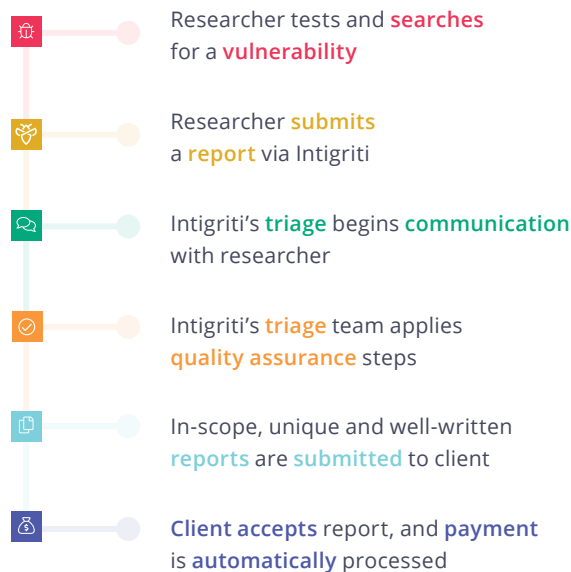 Researcher tests and searches
for a vulnerability
Researcher submits
a report via Intigriti
Intigriti’s triage begins communication
with researcher
Intigriti’s triage team applies
quality assurance steps
In-scope, unique and well-written
reports are submitted to client
Client accepts report, and payment
is automatically processed